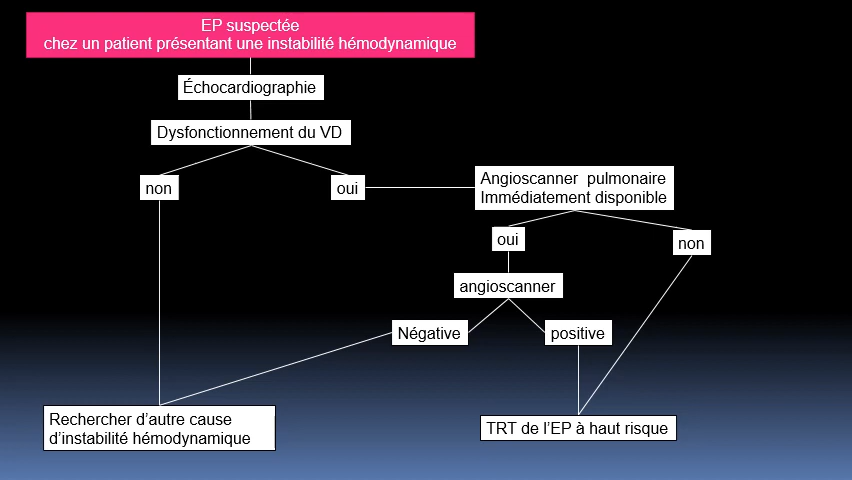 EP suspectée
chez un patient présentant une instabilité hémodynamique
Échocardiographie
Dysfonctionnement du VD
non
oui
Angioscanner pulmonaire
Immédiatement disponible
oui
non
angioscanner
Négative
positive
Rechercher d’autre cause
d’instabilité hémodynamique
TRT de l’EP à haut risque